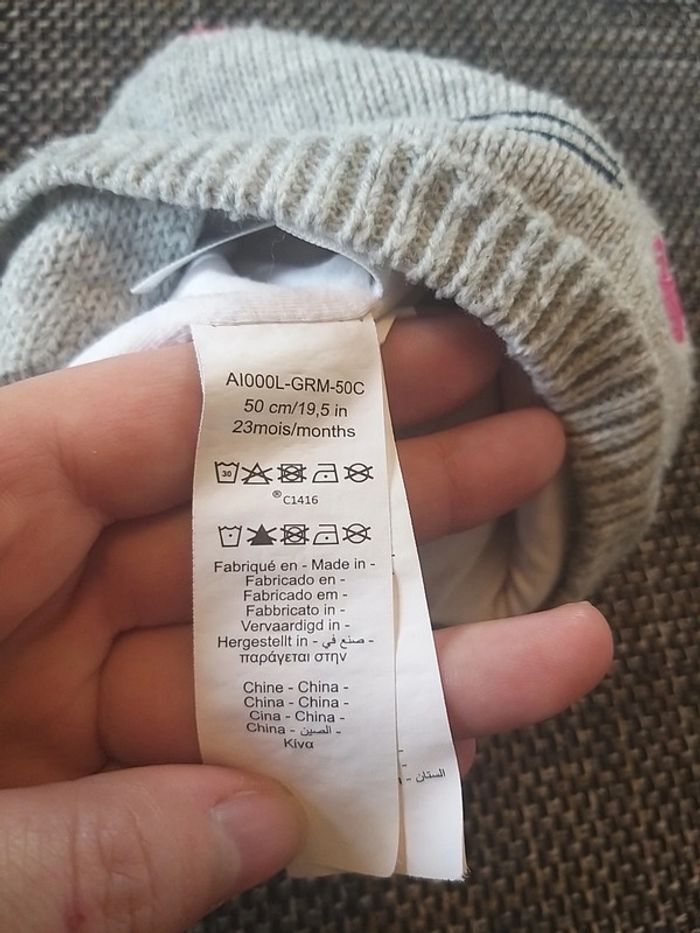 AI000L-GRM-50C
50 cm/19,5 in
23mois/months
30
®C1416
Fabriqué en - Made in -
Fabricado en -
Fabricado em -
Fabbricato in -
Vervaardigd in -
Hergestellt in - صنع في -
παράγεται στην
Chine - China -
China - China -
Cina - China -
China - الصين -
Κίνα
-
-
- الستان